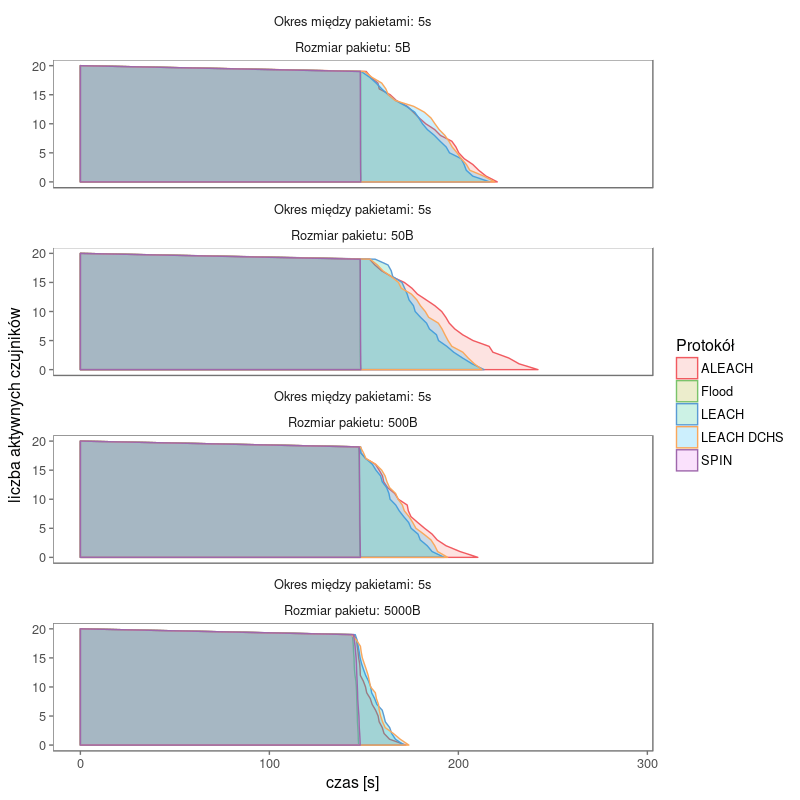 Okres między pakietami: 5s
Rozmiar pakietu: 5B
20
15
10
5
0
Okres między pakietami: 5s
Rozmiar pakietu: 50B
20
15
10
5
0
Okres między pakietami: 5s
Rozmiar pakietu: 500B
20
15
10
5
0
Okres między pakietami: 5s
Rozmiar pakietu: 5000B
20
15
10
5
0
0 100 200 300
czas [s]
liczba aktywnych czujników
Protokół
ALEACH
Flood
LEACH
LEACH DCHS
SPIN